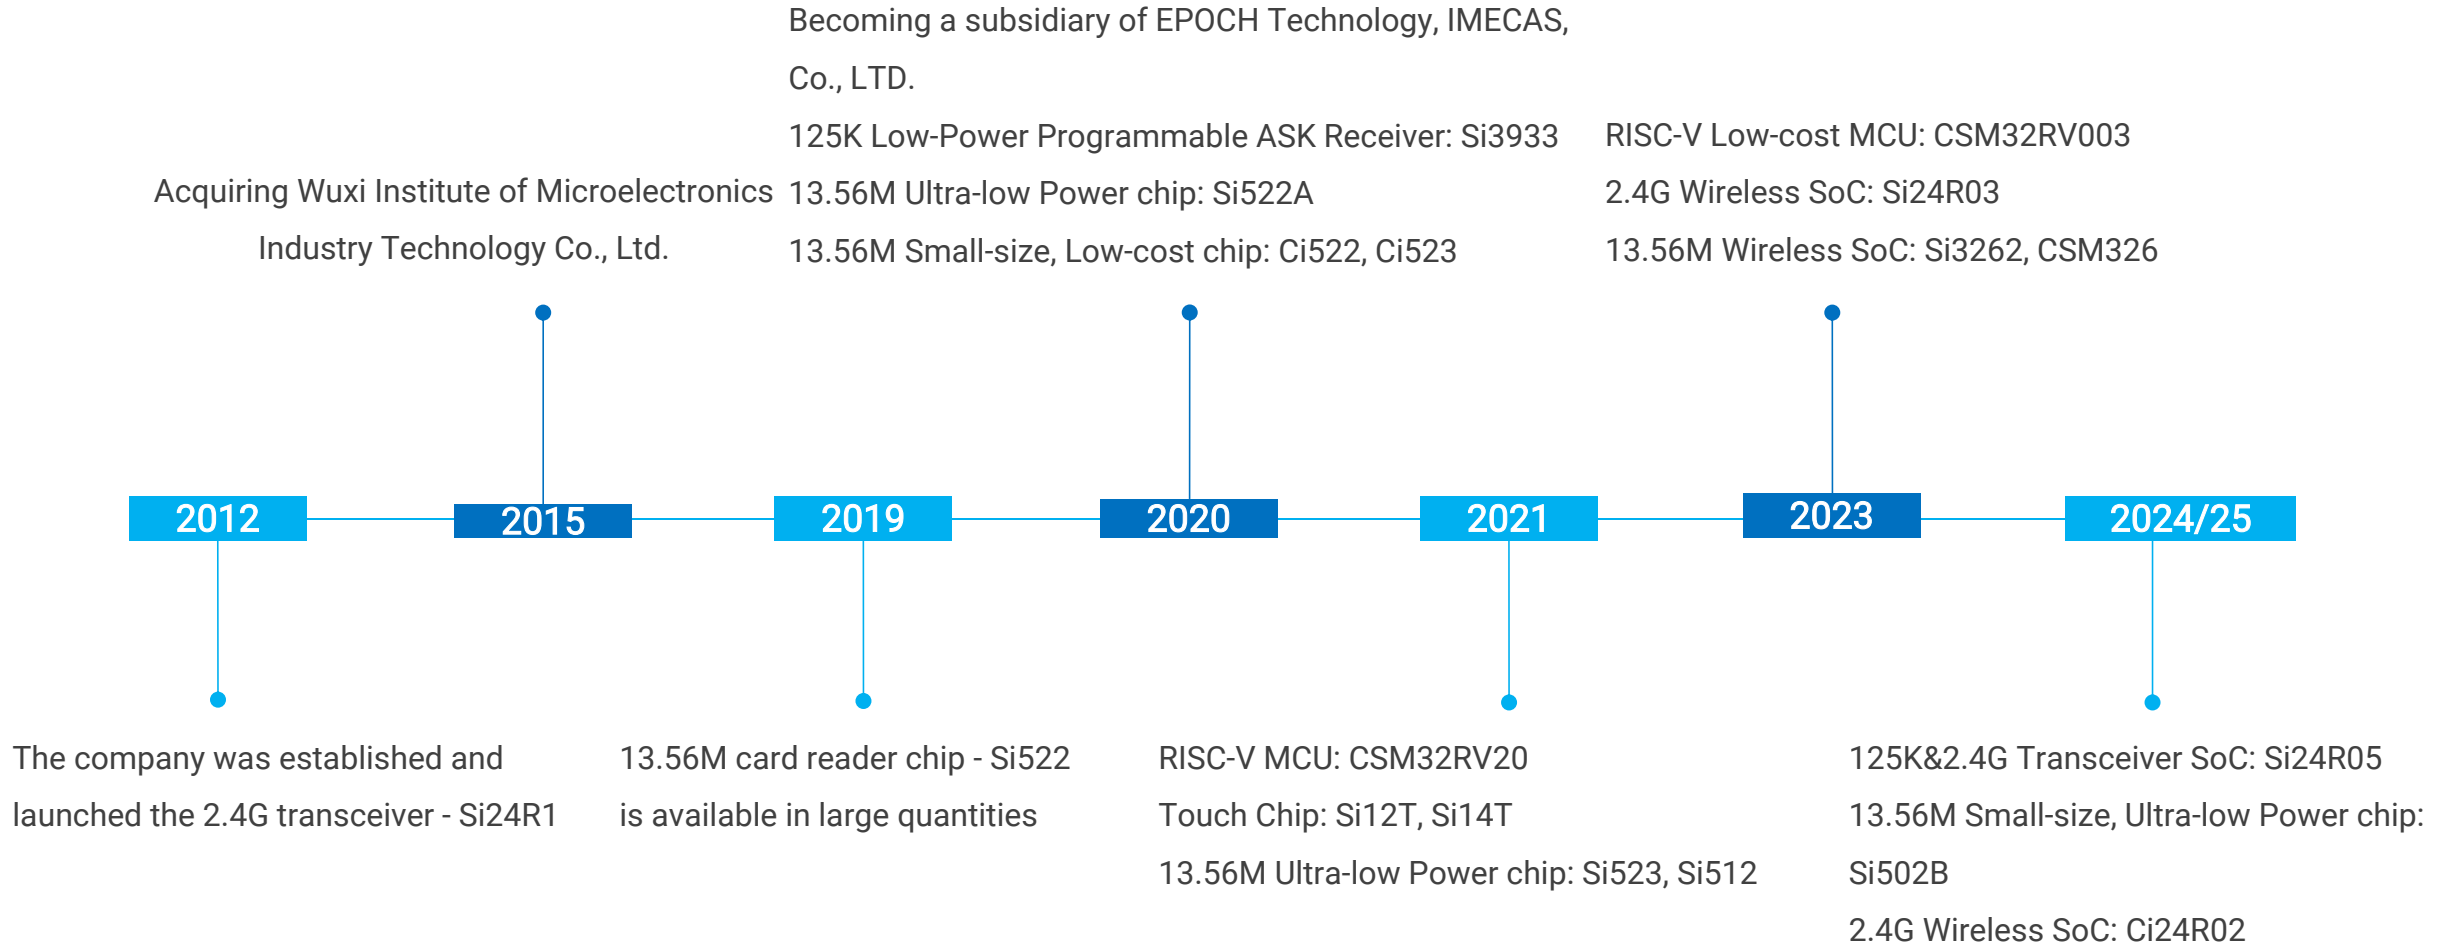 Becoming a subsidiary of EPOCH Technology, IMECAS,
Co., LTD.
125K Low-Power Programmable ASK Receiver: Si3933
13.56M Ultra-low Power chip: Si522A
13.56M Small-size, Low-cost chip: Ci522, Ci523
RISC-V Low-cost MCU: CSM32RV003
2.4G Wireless SoC: Si24R03
13.56M Wireless SoC: Si3262, CSM326
Acquiring Wuxi Institute of Microelectronics
Industry Technology Co., Ltd.
2012
2015
2019
2020
2021
2023
2024/25
The company was established and
launched the 2.4G transceiver - Si24R1
13.56M card reader chip - Si522
is available in large quantities
RISC-V MCU: CSM32RV20
Touch Chip: Si12T, Si14T
13.56M Ultra-low Power chip: Si523, Si512
125K&2.4G Transceiver SoC: Si24R05
13.56M Small-size, Ultra-low Power chip:
Si502B
2.4G Wireless SoC: Ci24R02